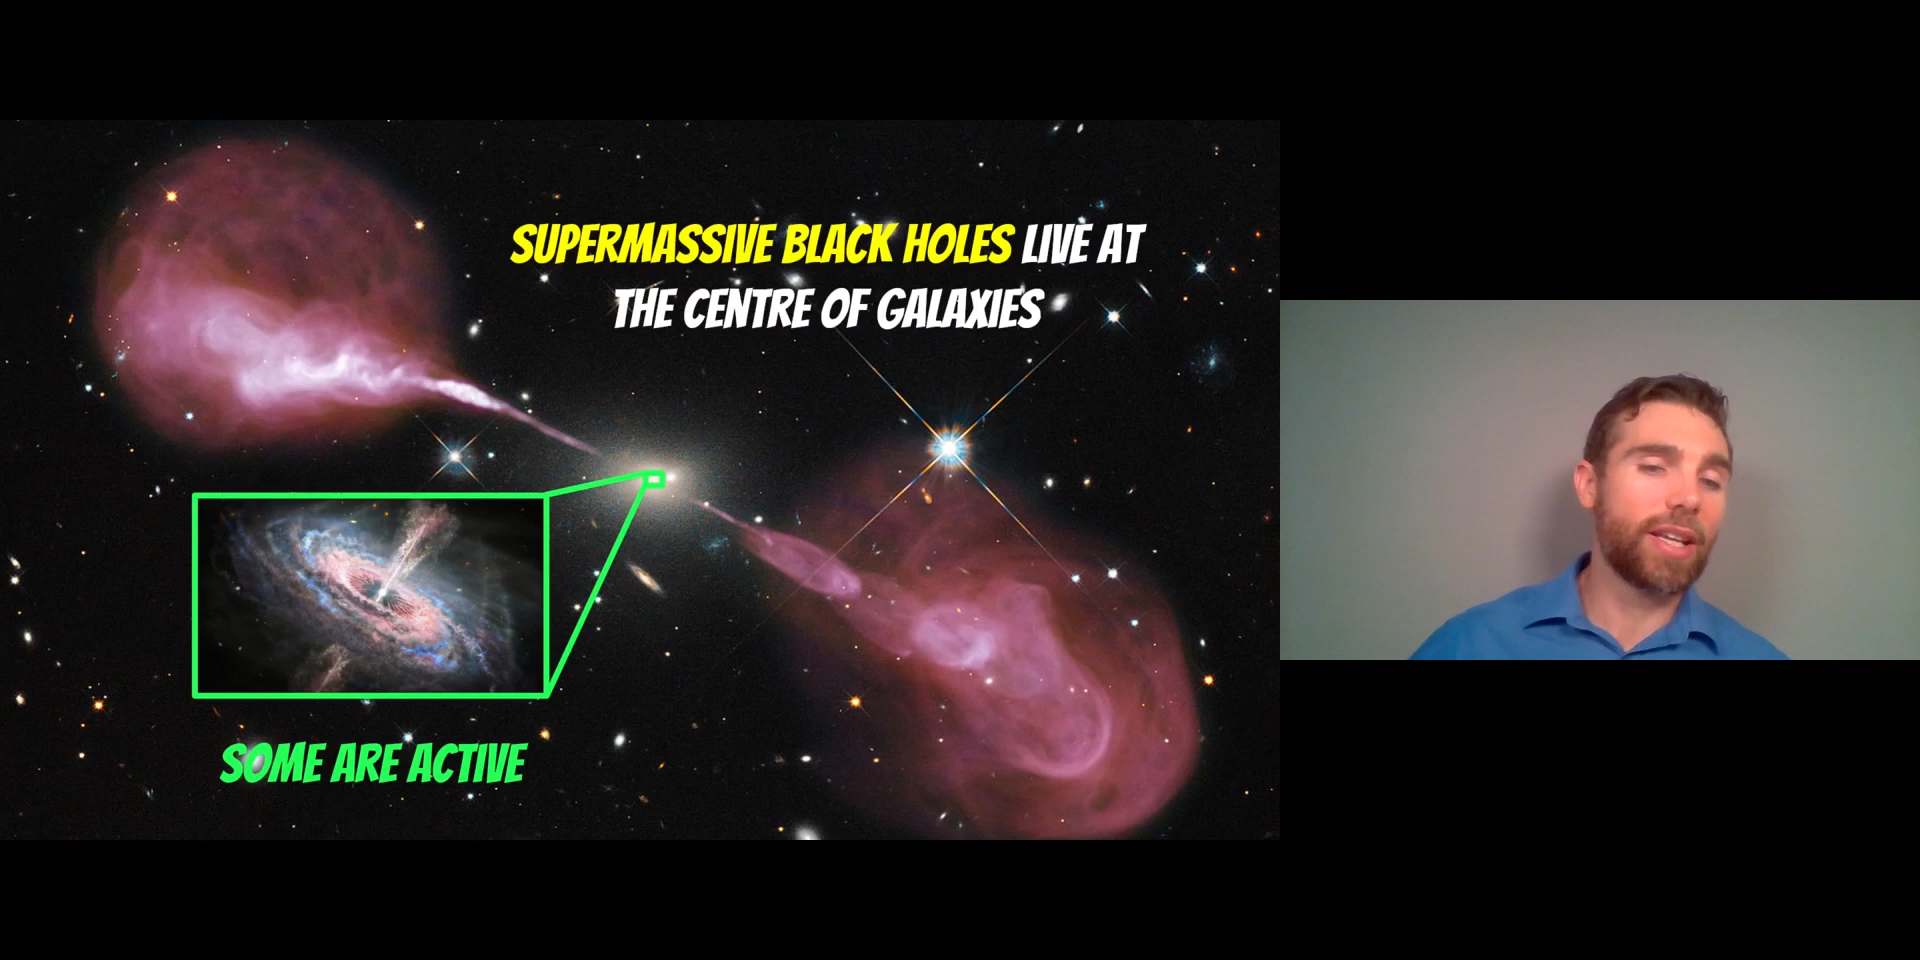 SUPERMASSIVE BLACK HOLES LIVE AT
THE CENTRE OF GALAXIES
SOME ARE ACTIVE